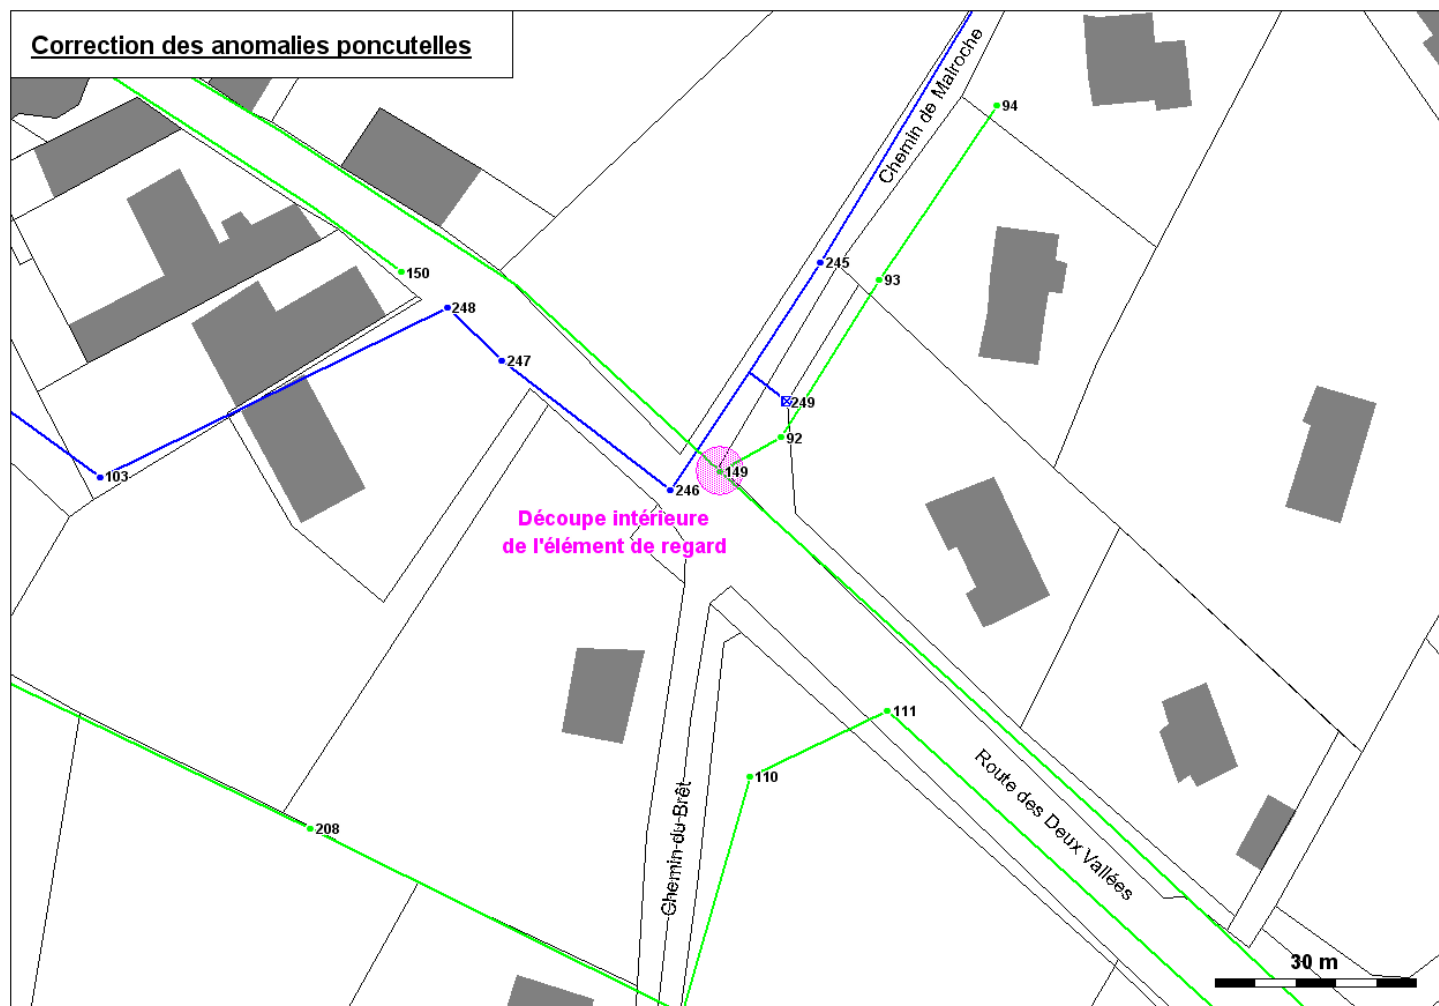 Correction des anomalies poncutelles
Chemin de Malroche
94
150
245
93
248
247
249
92
103
246
149
Découpe intérieure
de l'élément de regard
111
110
Route des Deux Vallées
Chemin du Brêt
208
30 m